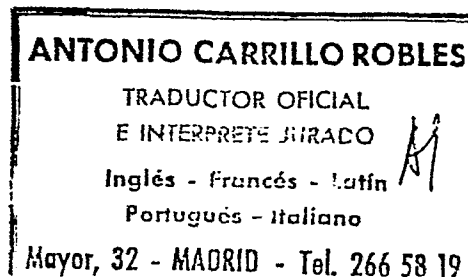 ANTONIO CARRILLO ROBLES
TRADUCTOR OFICIAL
E INTERPRETE JURADO
Inglés - Francés - Latín
Portugués - Italiano
Mayor, 32 - MADRID - Tel. 266 58 19